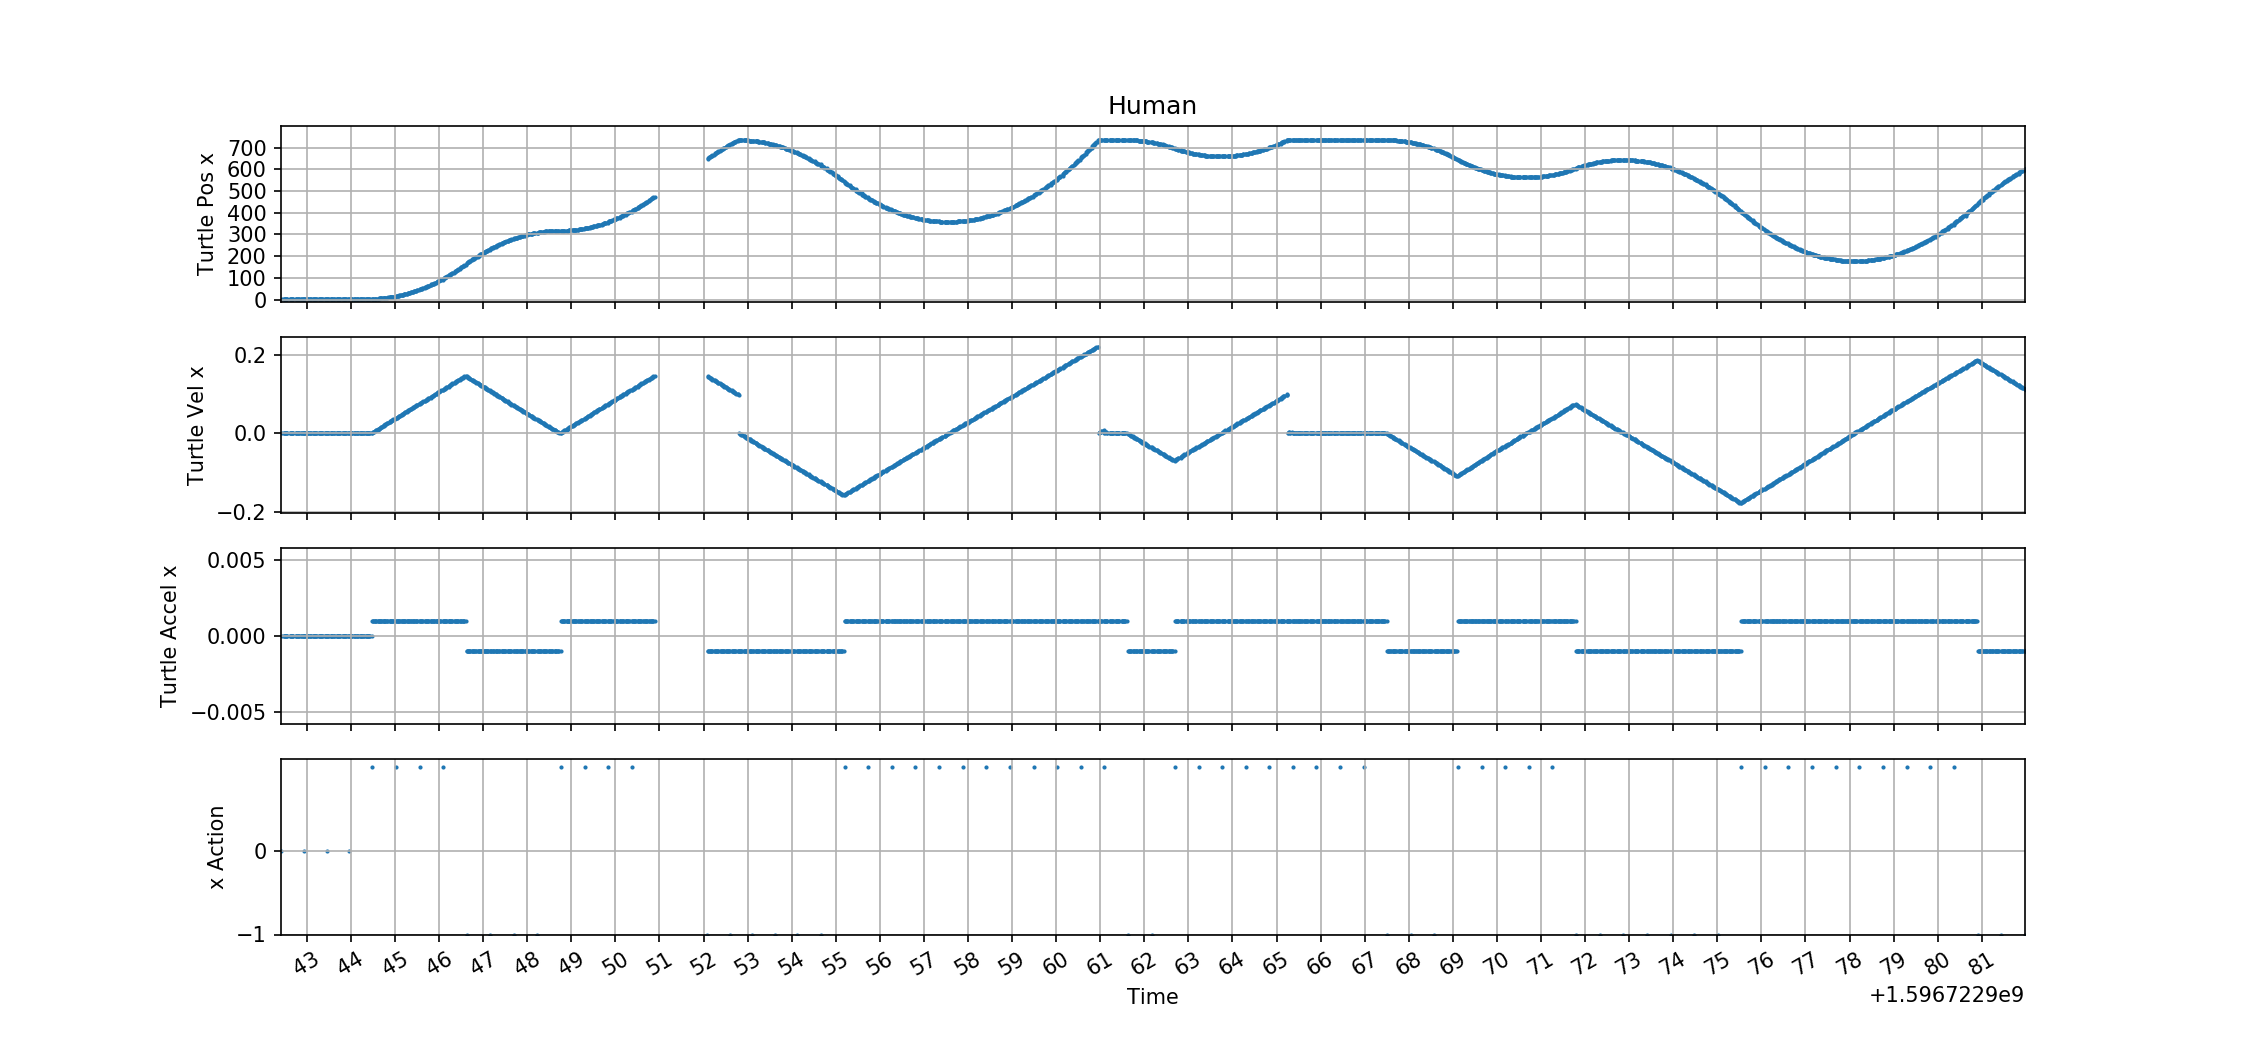 Human
Turtle Pos x
700
600
500
400
300
200
100
0
Turtle Vel x
0.2
0.0
−0.2
Turtle Accel x
0.005
0.000
−0.005
x Action
0
−1
43 44 45 46 47 48 49 50 51 52 53 54 55 56 57 58 59 60 61 62 63 64 65 66 67 68 69 70 71 72 73 74 75 76 77 78 79 80 81
Time
+1.5967229e9